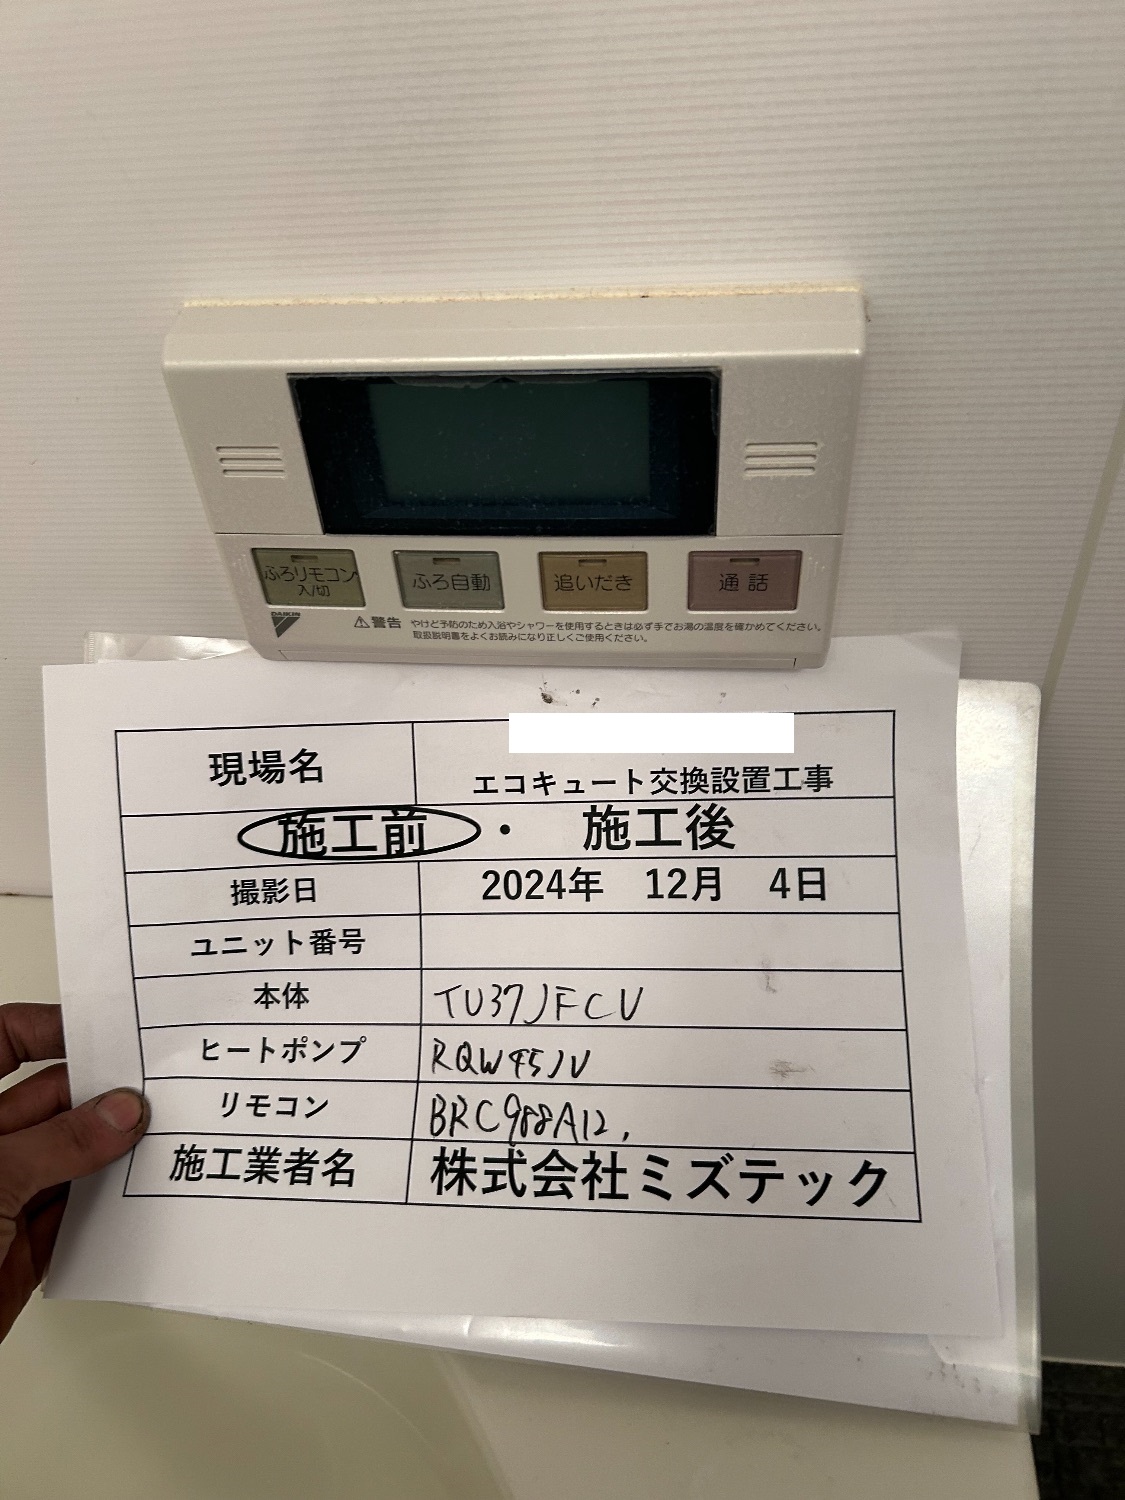 ふろリモコン
入/切
ふろ自動
追いだき
通話
DAIKIN
⚠警告 やけど予防のため入浴やシャワーを使用するときは必ず手でお湯の温度を確かめてください。
取扱説明書をよくお読みになり正しくご使用ください。
現場名
エコキュート交換設置工事
施工前 ・ 施工後
撮影日 2024年 12月 4日
ユニット番号
本体 TU37JFCV
ヒートポンプ RQW45JV
リモコン BRC988A12,
施工業者名 株式会社ミズテック